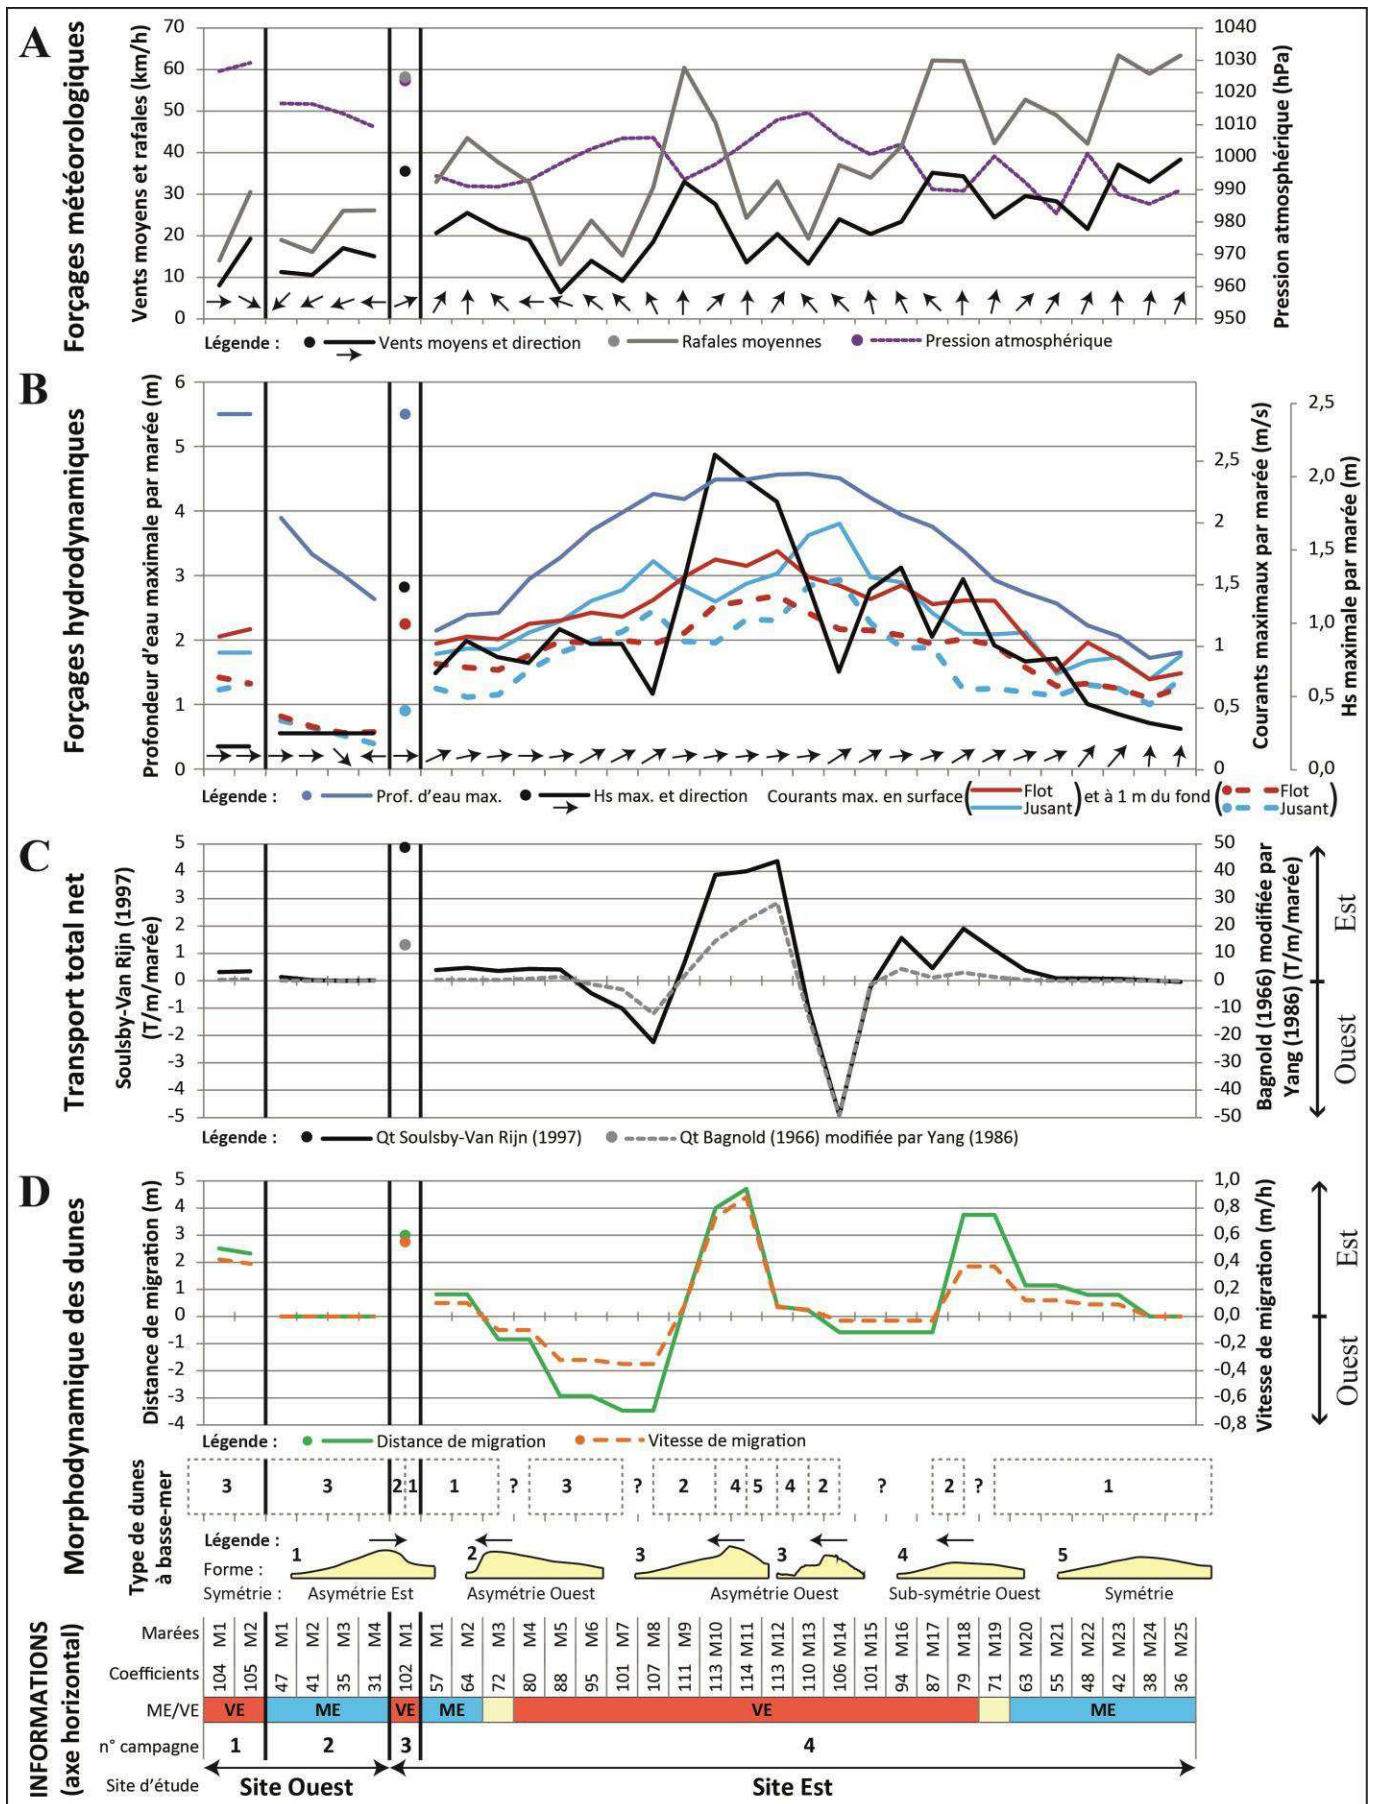 A
Forçages météorologiques
Vents moyens et rafales (km/h)
70
60
50
40
30
20
10
0
1040
1030
1020
1010
1000
990
980
970
960
950
Pression atmosphérique (hPa)
Légende : Vents moyens et direction Rafales moyennes Pression atmosphérique
B
Forçages hydrodynamiques
Profondeur d'eau maximale par marée (m)
6
5
4
3
2
1
0
2,5
2
1,5
1
0,5
0
Courants maximaux par marée (m/s)
2,5
2,0
1,5
1,0
0,5
0,0
Hs maximale par marée (m)
Légende : Prof. d'eau max. Hs max. et direction Courants max. en surface ( Flot Jusant ) et à 1 m du fond ( Flot Jusant )
C
Transport total net
Soulsby-Van Rijn (1997)
(T/m/marée)
5
4
3
2
1
0
-1
-2
-3
-4
-5
50
40
30
20
10
0
-10
-20
-30
-40
-50
Bagnold (1966) modifiée par
Yang (1986) (T/m/marée)
Est
Ouest
Légende : Qt Soulsby-Van Rijn (1997) Qt Bagnold (1966) modifiée par Yang (1986)
D
Morphodynamique des dunes
Distance de migration (m)
5
4
3
2
1
0
-1
-2
-3
-4
1,0
0,8
0,6
0,4
0,2
0,0
-0,2
-0,4
-0,6
-0,8
Vitesse de migration (m/h)
Est
Ouest
Légende : Distance de migration Vitesse de migration
Type de dunes
à basse-mer
3 3 2 1 1 ? 3 ? 2 4 5 4 2 ? 2 ? 1
Légende :
Forme : 1 2 3 3 4 5
Symétrie : Asymétrie Est Asymétrie Ouest Asymétrie Ouest Sub-symétrie Ouest Symétrie
INFORMATIONS
(axe horizontal)
Marées M1 M2 M1 M2 M3 M4 M1 M1 M2 M3 M4 M5 M6 M7 M8 M9 M10 M11 M12 M13 M14 M15 M16 M17 M18 M19 M20 M21 M22 M23 M24 M25
Coefficients 104 105 47 41 35 31 102 57 64 72 80 88 95 101 107 111 113 114 113 110 106 101 94 87 79 71 63 55 48 42 38 36
ME/VE VE ME VE ME VE ME
n° campagne 1 2 3 4
Site d'étude Site Ouest Site Est